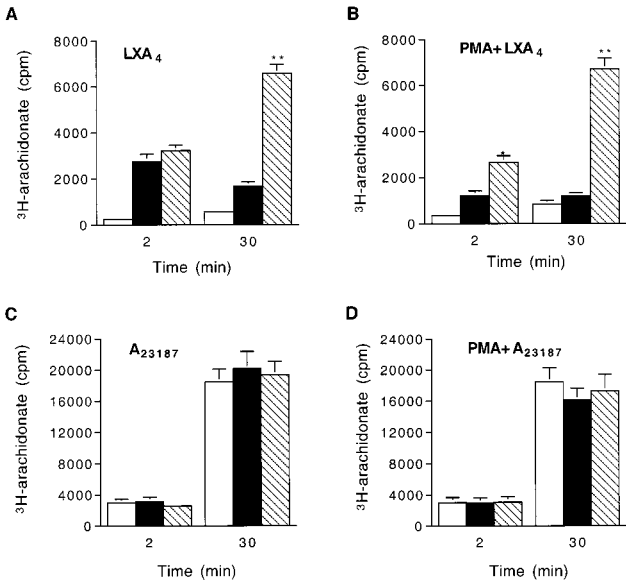 A
LXA4
³H-arachidonate (cpm)
8000
6000
4000
2000
0
**
2
30
Time (min)
B
PMA+LXA4
³H-arachidonate (cpm)
8000
6000
4000
2000
0
*
**
2
30
Time (min)
C
A23187
³H-arachidonate (cpm)
24000
20000
16000
12000
8000
4000
0
2
30
Time (min)
D
PMA+A23187
³H-arachidonate (cpm)
24000
20000
16000
12000
8000
4000
0
2
30
Time (min)